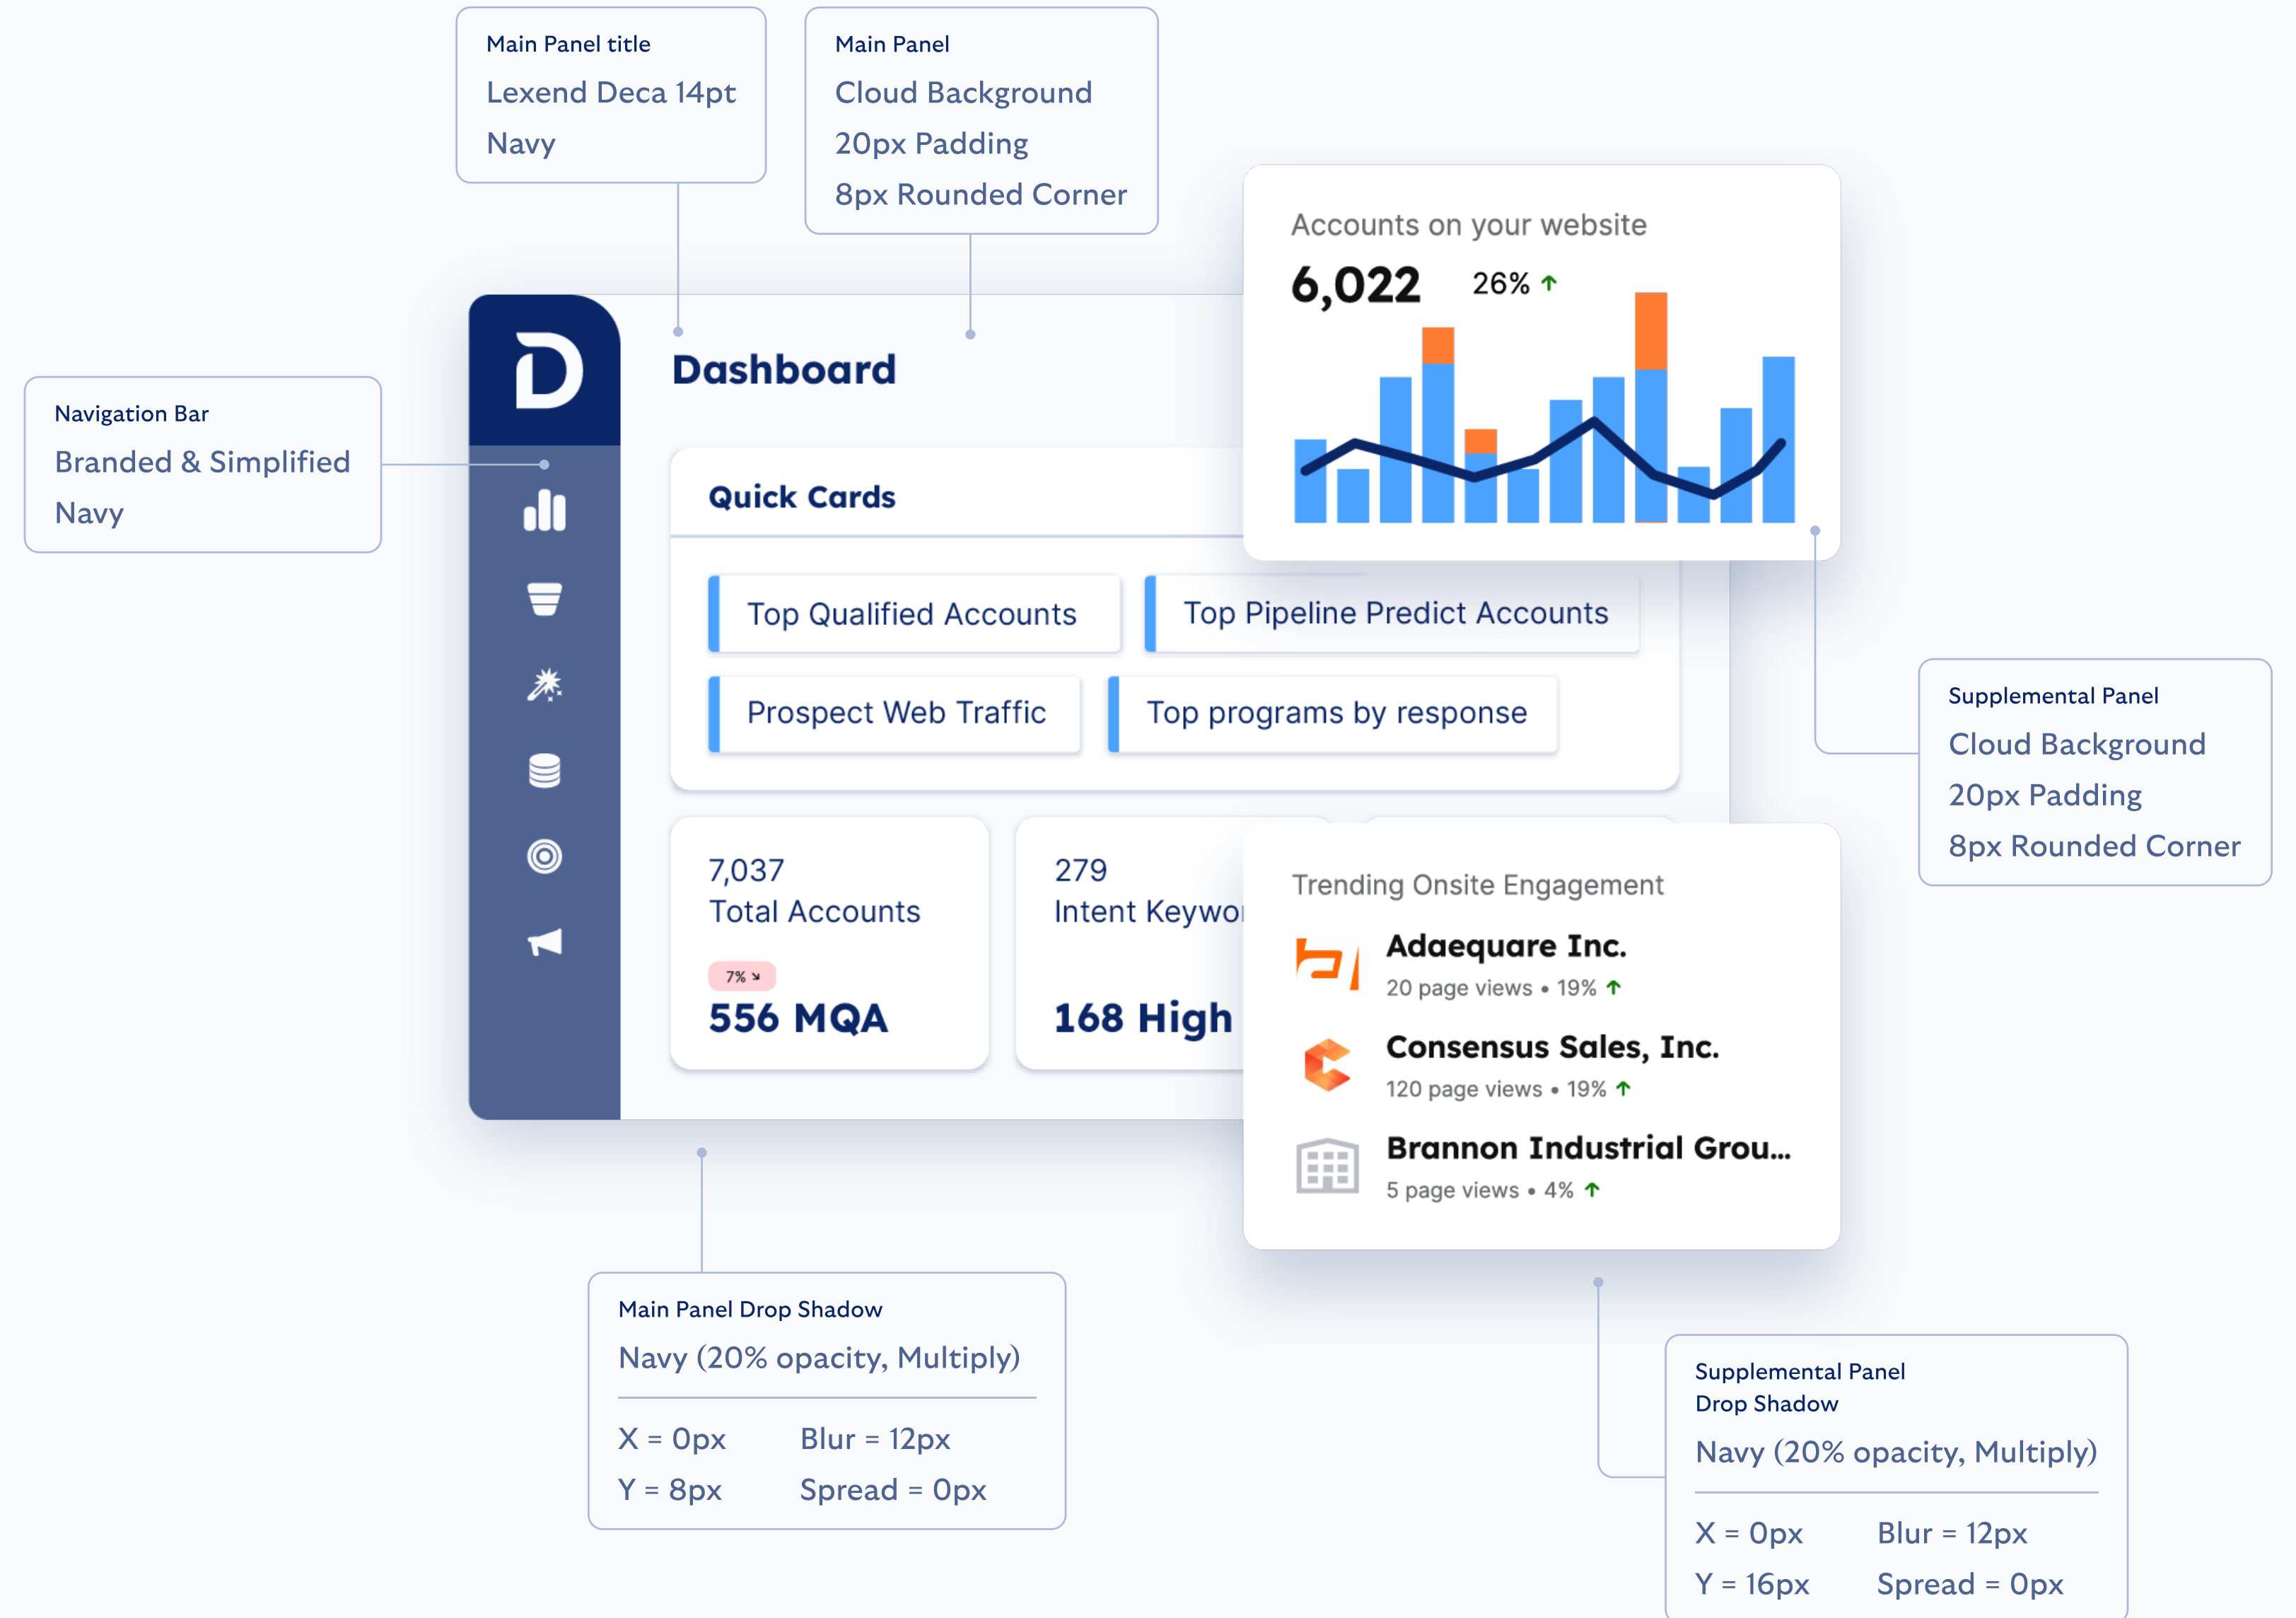 Main Panel title
Lexend Deca 14pt
Navy
Main Panel
Cloud Background
20px Padding
8px Rounded Corner
Navigation Bar
Branded & Simplified
Navy
D
Dashboard
Quick Cards
Top Qualified Accounts
Top Pipeline Predict Accounts
Prospect Web Traffic
Top programs by response
7,037
Total Accounts
7%
556 MQA
279
Intent Keywo
168 High
Accounts on your website
6,022 26%
Trending Onsite Engagement
Adaequare Inc.
20 page views • 19%
Consensus Sales, Inc.
120 page views • 19%
Brannon Industrial Grou...
5 page views • 4%
Supplemental Panel
Cloud Background
20px Padding
8px Rounded Corner
Main Panel Drop Shadow
Navy (20% opacity, Multiply)
X = 0px Blur = 12px
Y = 8px Spread = 0px
Supplemental Panel
Drop Shadow
Navy (20% opacity, Multiply)
X = 0px Blur = 12px
Y = 16px Spread = 0px